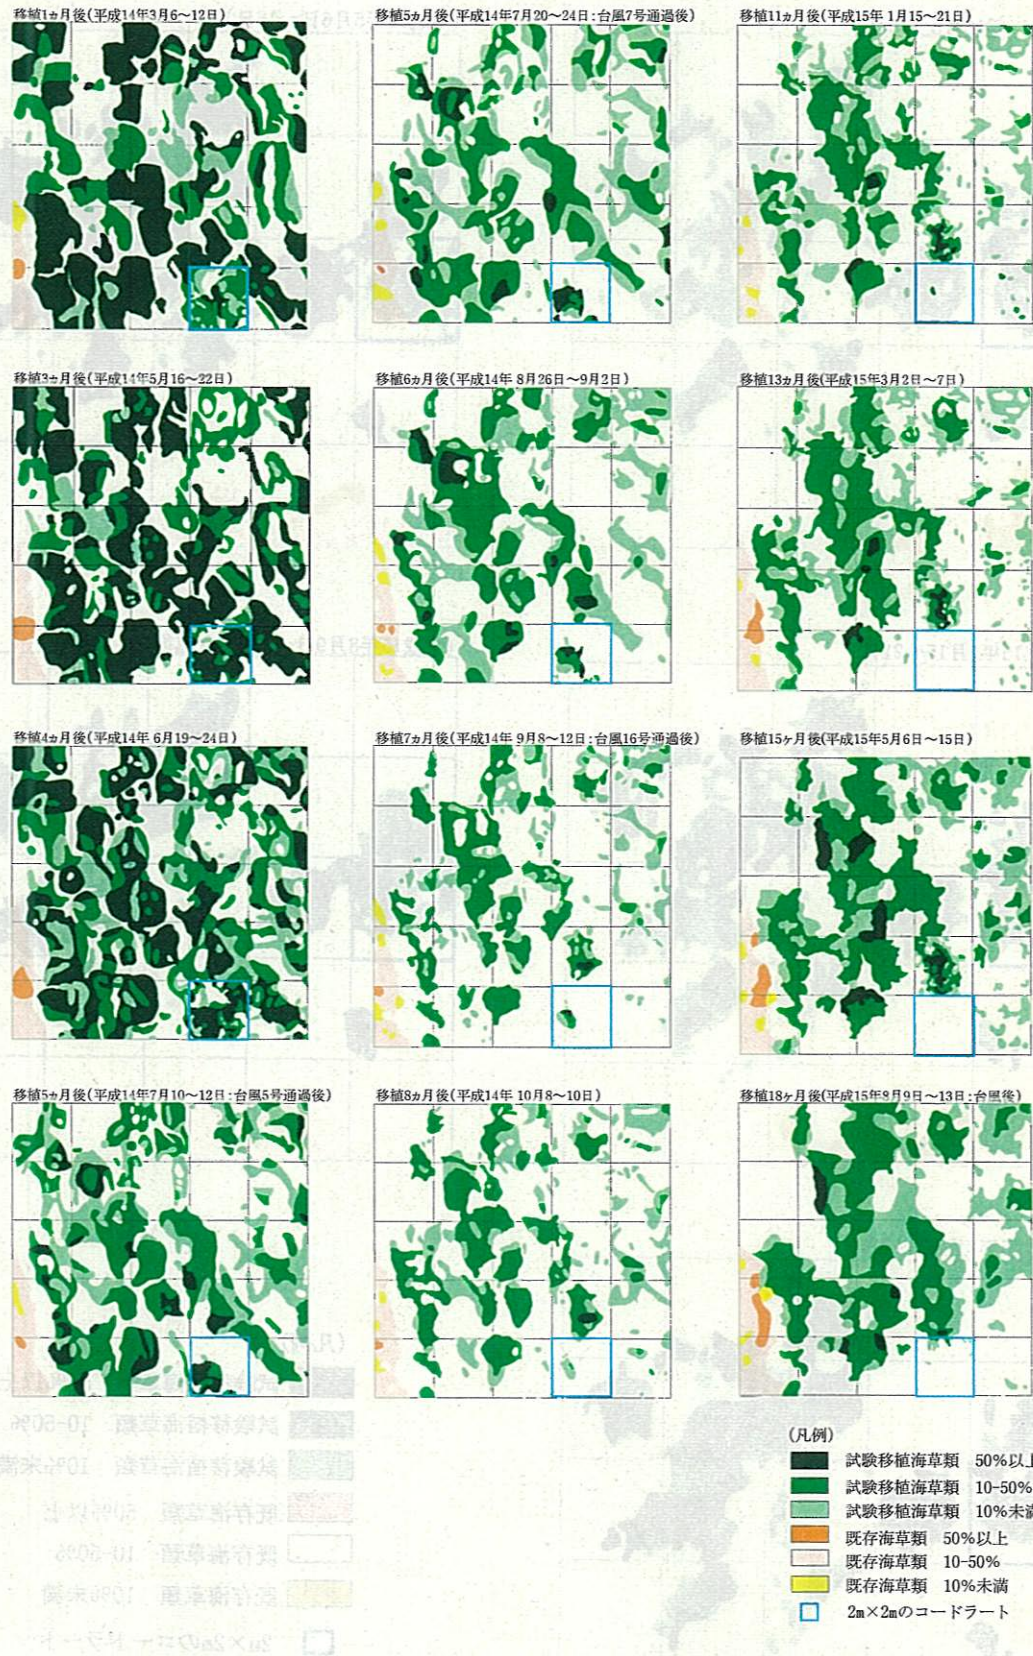 移植1ヵ月後(平成14年3月6～12日)
移植5ヵ月後(平成14年7月20～24日:台風7号通過後)
移植11ヵ月後(平成15年 1月15～21日)
移植3ヵ月後(平成14年5月16～22日)
移植6ヵ月後(平成14年 8月26日～9月2日)
移植13ヵ月後(平成15年3月2日～7日)
移植4ヵ月後(平成14年 6月19～24日)
移植7ヵ月後(平成14年 9月8～12日:台風16号通過後)
移植15ヶ月後(平成15年5月6日～15日)
移植5ヵ月後(平成14年7月10～12日:台風5号通過後)
移植8ヵ月後(平成14年 10月8～10日)
移植18ヶ月後(平成15年8月9日～13日:台風後)
(凡例)
試験移植海草類 50%以上
試験移植海草類 10-50%
試験移植海草類 10%未満
既存海草類 50%以上
既存海草類 10-50%
既存海草類 10%未満
2m×2mのコードラート